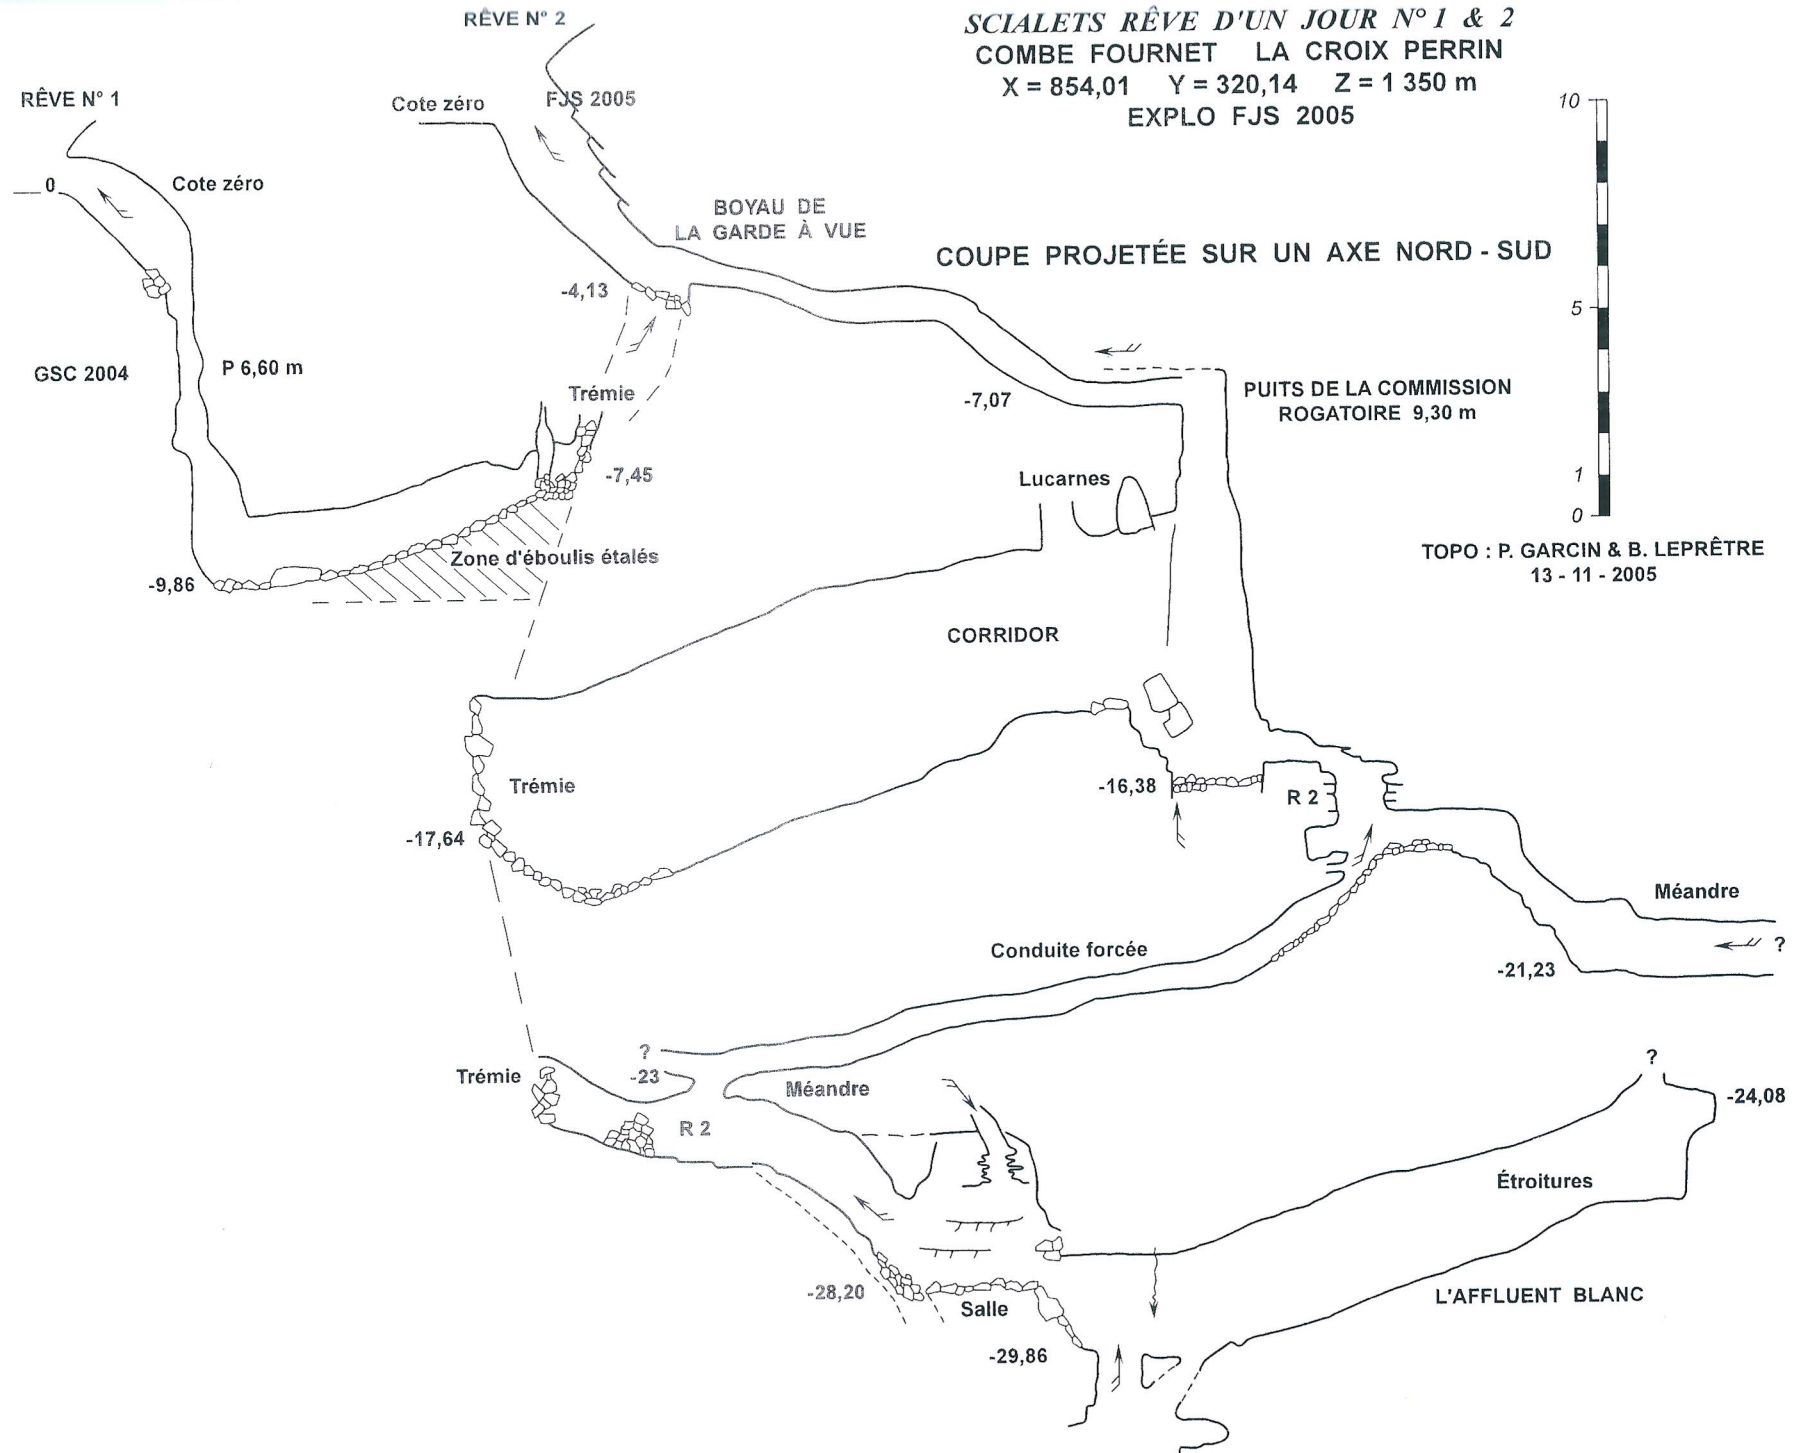 RÊVE N° 2
SCIALETS RÊVE D'UN JOUR N° 1 & 2
COMBE FOURNET LA CROIX PERRIN
X = 854,01 Y = 320,14 Z = 1 350 m
EXPLO FJS 2005
RÊVE N° 1
Cote zéro
FJS 2005
10
0
Cote zéro
BOYAU DE
LA GARDE À VUE
COUPE PROJETÉE SUR UN AXE NORD - SUD
-4,13
5
GSC 2004
P 6,60 m
Trémie
-7,07
PUITS DE LA COMMISSION
ROGATOIRE 9,30 m
-7,45
Lucarnes
1
0
Zone d'éboulis étalés
-9,86
TOPO : P. GARCIN & B. LEPRÊTRE
13 - 11 - 2005
CORRIDOR
Trémie
-16,38
R 2
-17,64
Méandre
?
Conduite forcée
-21,23
?
-23
Trémie
Méandre
?
-24,08
R 2
Étroitures
-28,20
Salle
L'AFFLUENT BLANC
-29,86